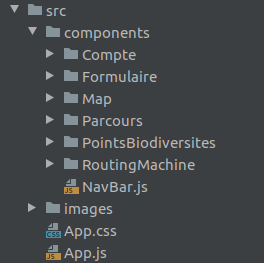 src
components
Compte
Formulaire
Map
Parcours
PointsBiodiversites
RoutingMachine
NavBar.js
images
App.css
App.js